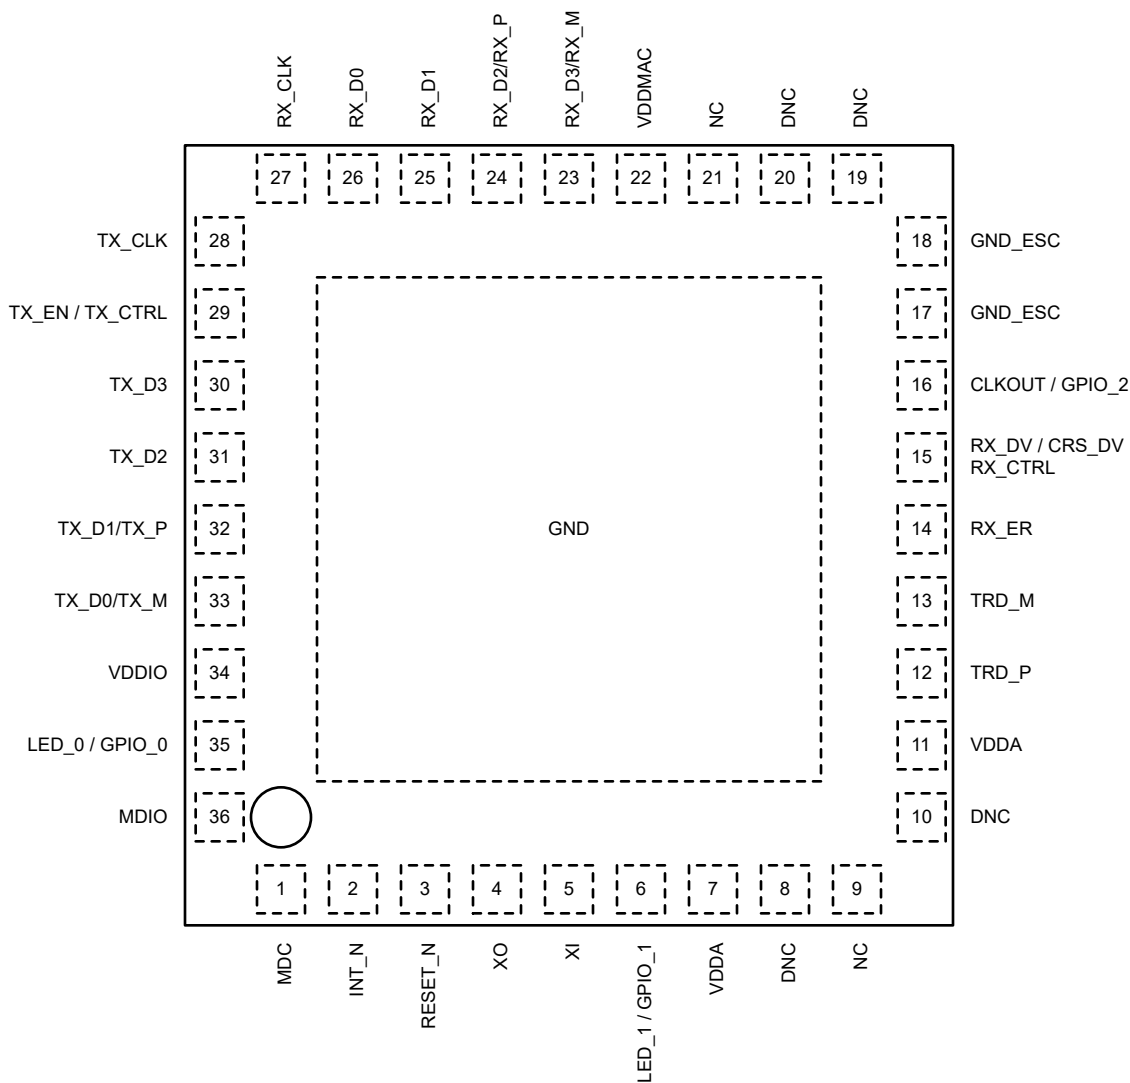 RX_CLK
RX_D0
RX_D1
RX_D2/RX_P
RX_D3/RX_M
VDDMAC
NC
DNC
DNC
27
26
25
24
23
22
21
20
19
TX_CLK
28
18
GND_ESC
TX_EN / TX_CTRL
29
17
GND_ESC
TX_D3
30
16
CLKOUT / GPIO_2
TX_D2
31
15
RX_DV / CRS_DV
RX_CTRL
TX_D1/TX_P
32
GND
14
RX_ER
TX_D0/TX_M
33
13
TRD_M
VDDIO
34
12
TRD_P
LED_0 / GPIO_0
35
11
VDDA
MDIO
36
10
DNC
1
2
3
4
5
6
7
8
9
MDC
INT_N
RESET_N
XO
XI
LED_1 / GPIO_1
VDDA
DNC
NC